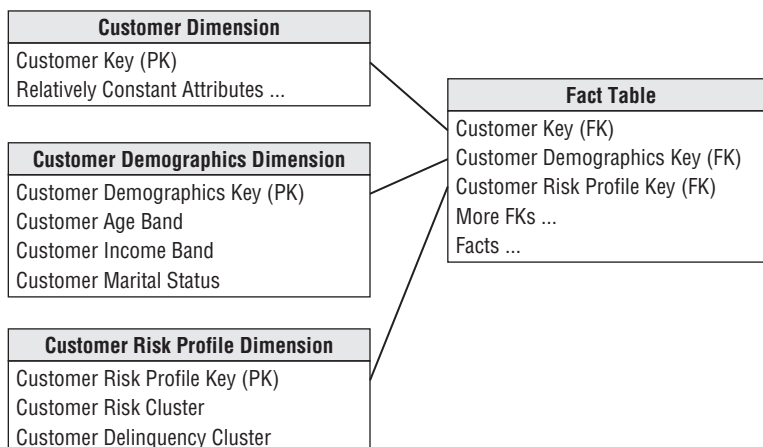 Customer Dimension
Customer Key (PK)
Relatively Constant Attributes ...
Customer Demographics Dimension
Customer Demographics Key (PK)
Customer Age Band
Customer Income Band
Customer Marital Status
Customer Risk Profile Dimension
Customer Risk Profile Key (PK)
Customer Risk Cluster
Customer Delinquency Cluster
Fact Table
Customer Key (FK)
Customer Demographics Key (FK)
Customer Risk Profile Key (FK)
More FKs ...
Facts ...